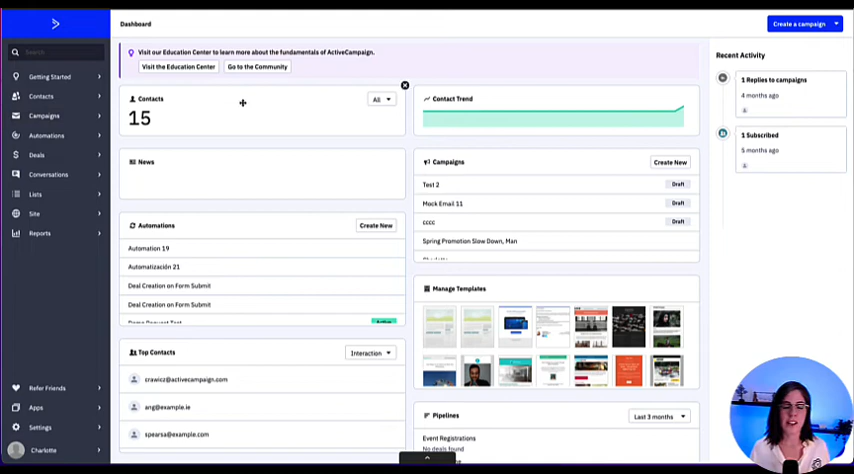 Dashboard
Create a campaign
Search
Getting Started
Contacts
Campaigns
Automations
Deals
Conversations
Lists
Site
Reports
Refer Friends
Apps
Settings
Charlotte
Visit our Education Center to learn more about the fundamentals of ActiveCampaign.
Visit the Education Center
Go to the Community
Contacts
All
15
News
Automations
Create New
Automation 19
Automatización 21
Deal Creation on Form Submit
Deal Creation on Form Submit
Demo Request Test
Active
Top Contacts
Interaction
crawicz@activecampaign.com
ang@example.ie
spearsa@example.com
Contact Trend
Campaigns
Create New
Test 2
Draft
Mock Email 11
Draft
cccc
Draft
Spring Promotion Slow Down, Man
Manage Templates
Pipelines
Last 3 months
Event Registrations
No deals found
Recent Activity
1 Replies to campaigns
4 months ago
1 Subscribed
5 months ago